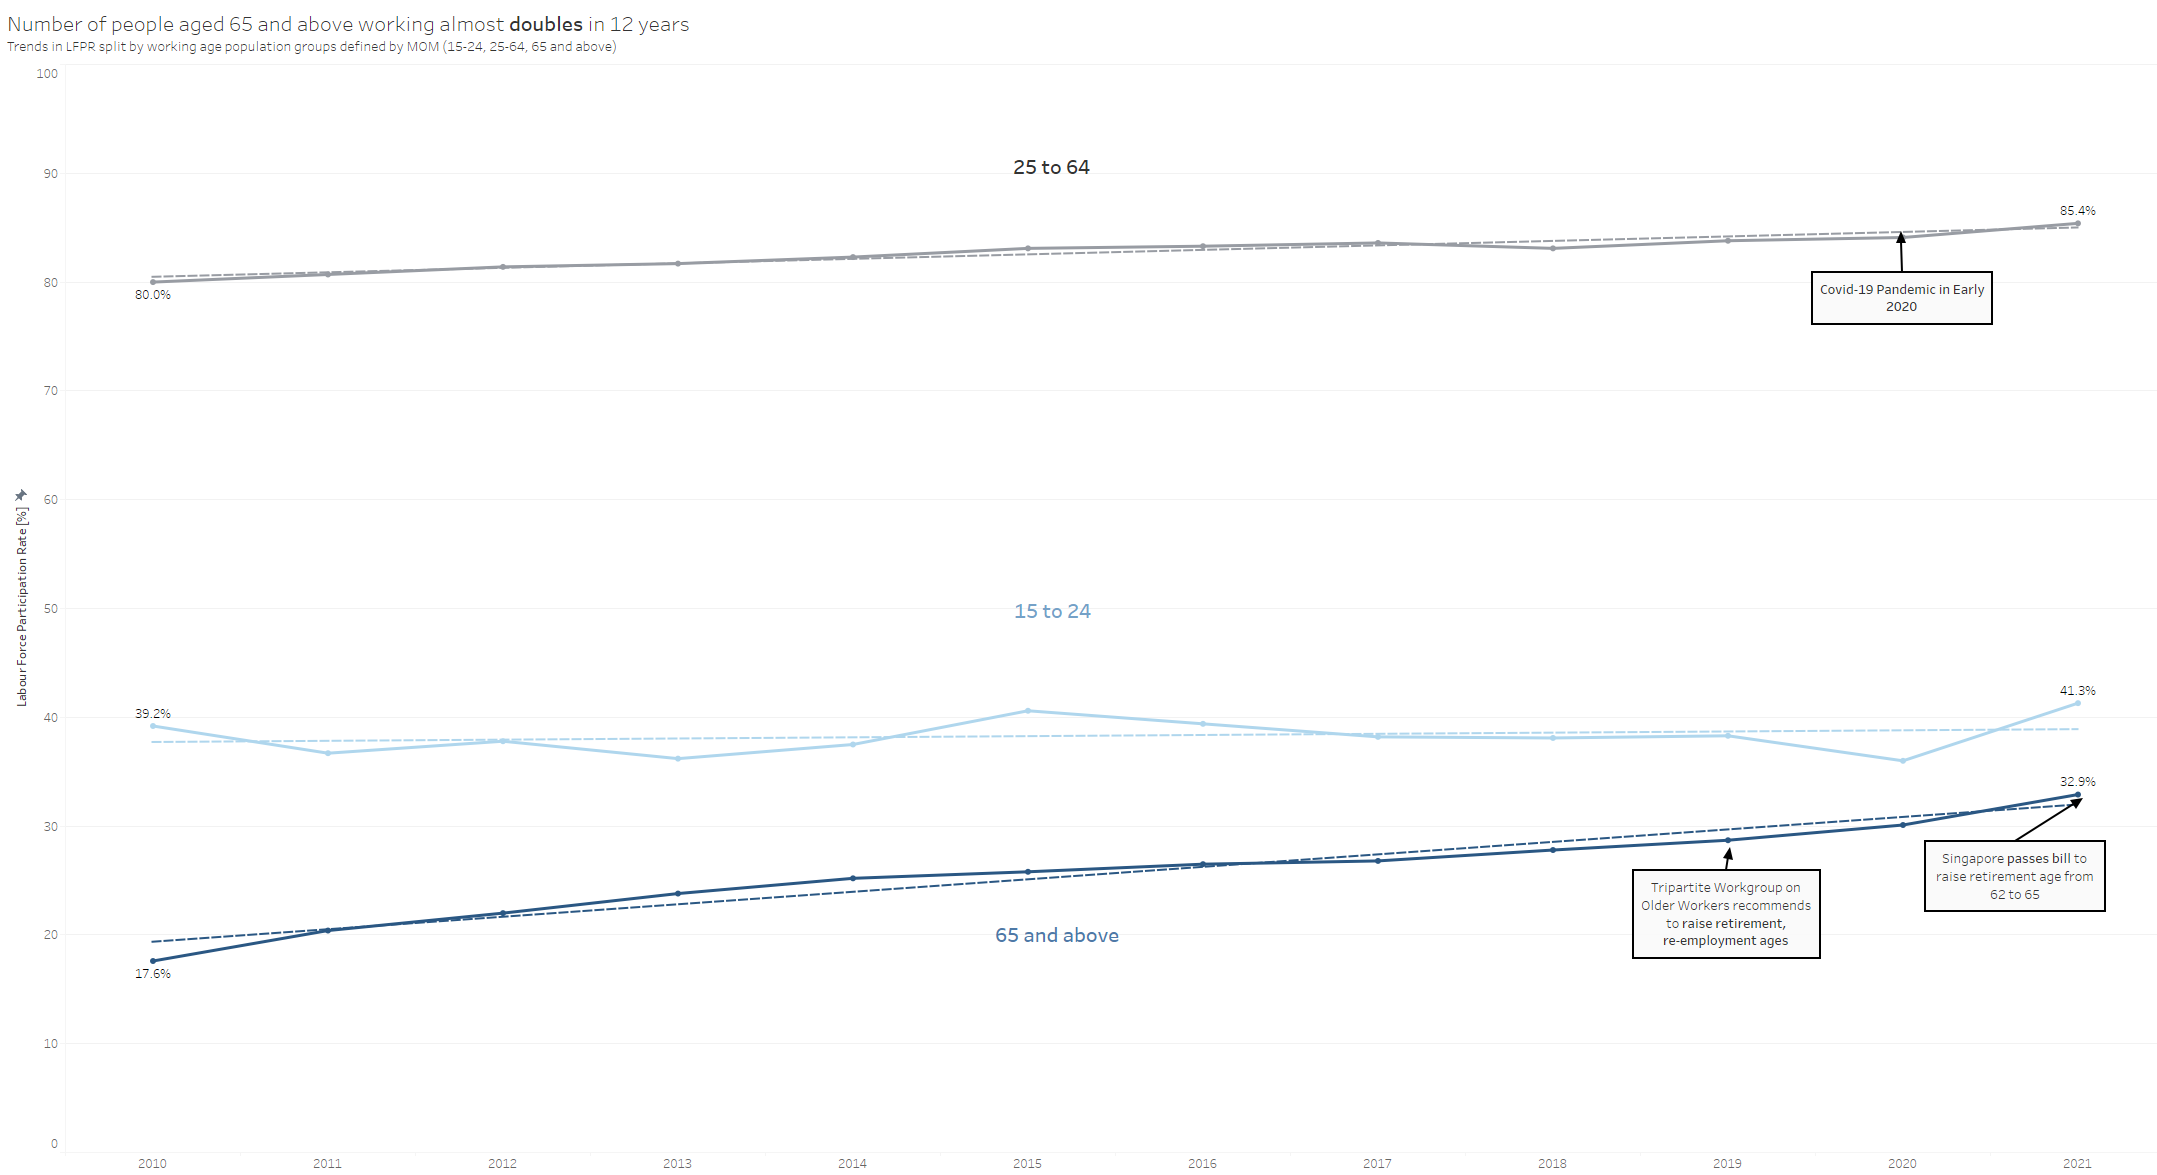 Number of people aged 65 and above working almost doubles in 12 years
Trends in LFPR split by working age population groups defined by MOM (15-24, 25-64, 65 and above)
100
90
80
70
60
50
40
30
20
10
0
Labour Force Participation Rate [%]
25 to 64
85.4%
80.0%
Covid-19 Pandemic in Early
2020
15 to 24
39.2%
41.3%
32.9%
Singapore passes bill to
raise retirement age from
62 to 65
Tripartite Workgroup on
Older Workers recommends
to raise retirement,
re-employment ages
65 and above
17.6%
2010
2011
2012
2013
2014
2015
2016
2017
2018
2019
2020
2021